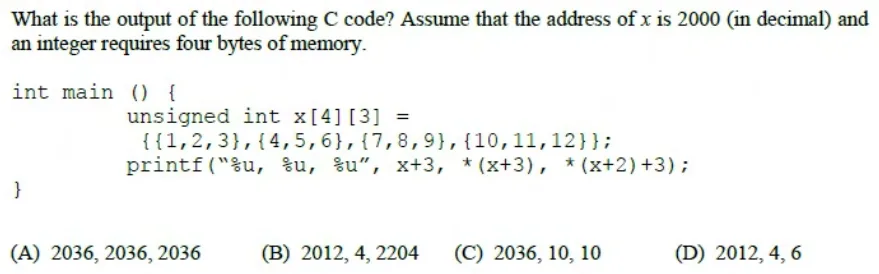 What is the output of the following C code? Assume that the address of x is 2000 (in decimal) and
an integer requires four bytes of memory.
int main () {
unsigned int x[4][3] =
{{1,2,3},{4,5,6},{7,8,9},{10,11,12}};
printf(“%u, %u, %u”, x+3, *(x+3), *(x+2)+3);
}
(A) 2036, 2036, 2036 (B) 2012, 4, 2204 (C) 2036, 10, 10 (D) 2012, 4, 6